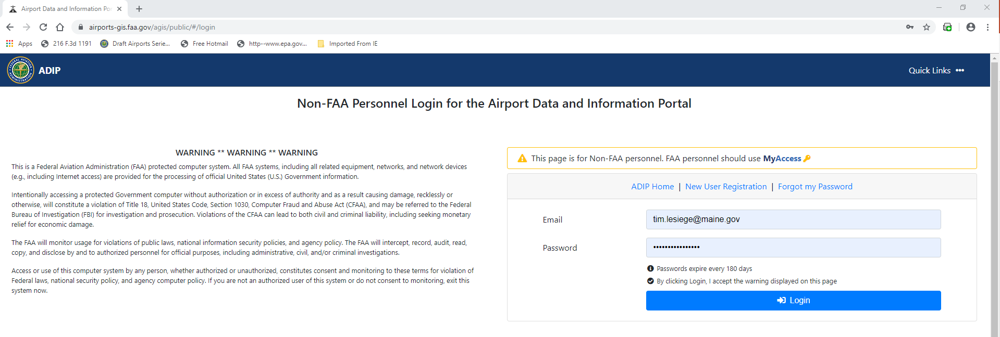 Airport Data and Information Por
airports-gis.faa.gov/agis/public/#/login
Apps 216 F.3d 1191 Draft Airports Serie... Free Hotmail http--www.epa.gov... Imported From IE
FEDERAL AVIATION ADMINISTRATION
ADIP
Quick Links •••
Non-FAA Personnel Login for the Airport Data and Information Portal
WARNING ** WARNING ** WARNING
This is a Federal Aviation Administration (FAA) protected computer system. All FAA systems, including all related equipment, networks, and network devices
(e.g., including Internet access) are provided for the processing of official United States (U.S.) Government information.
Intentionally accessing a protected Government computer without authorization or in excess of authority and as a result causing damage, recklessly or
otherwise, will constitute a violation of Title 18, United States Code, Section 1030, Computer Fraud and Abuse Act (CFAA), and may be referred to the Federal
Bureau of Investigation (FBI) for investigation and prosecution. Violations of the CFAA can lead to both civil and criminal liability, including seeking monetary
relief for economic damage.
The FAA will monitor usage for violations of public laws, national information security policies, and agency policy. The FAA will intercept, record, audit, read,
copy, and disclose by and to authorized personnel for official purposes, including administrative, civil, and/or criminal investigations.
Access or use of this computer system by any person, whether authorized or unauthorized, constitutes consent and monitoring to these terms for violation of
Federal laws, national security policy, and agency computer policy. If you are not an authorized user of this system or do not consent to monitoring, exit this
system now.
This page is for Non-FAA personnel. FAA personnel should use MyAccess
ADIP Home | New User Registration | Forgot my Password
Email
tim.lesiege@maine.gov
Password
••••••••••••••••
Passwords expire every 180 days
By clicking Login, I accept the warning displayed on this page
Login